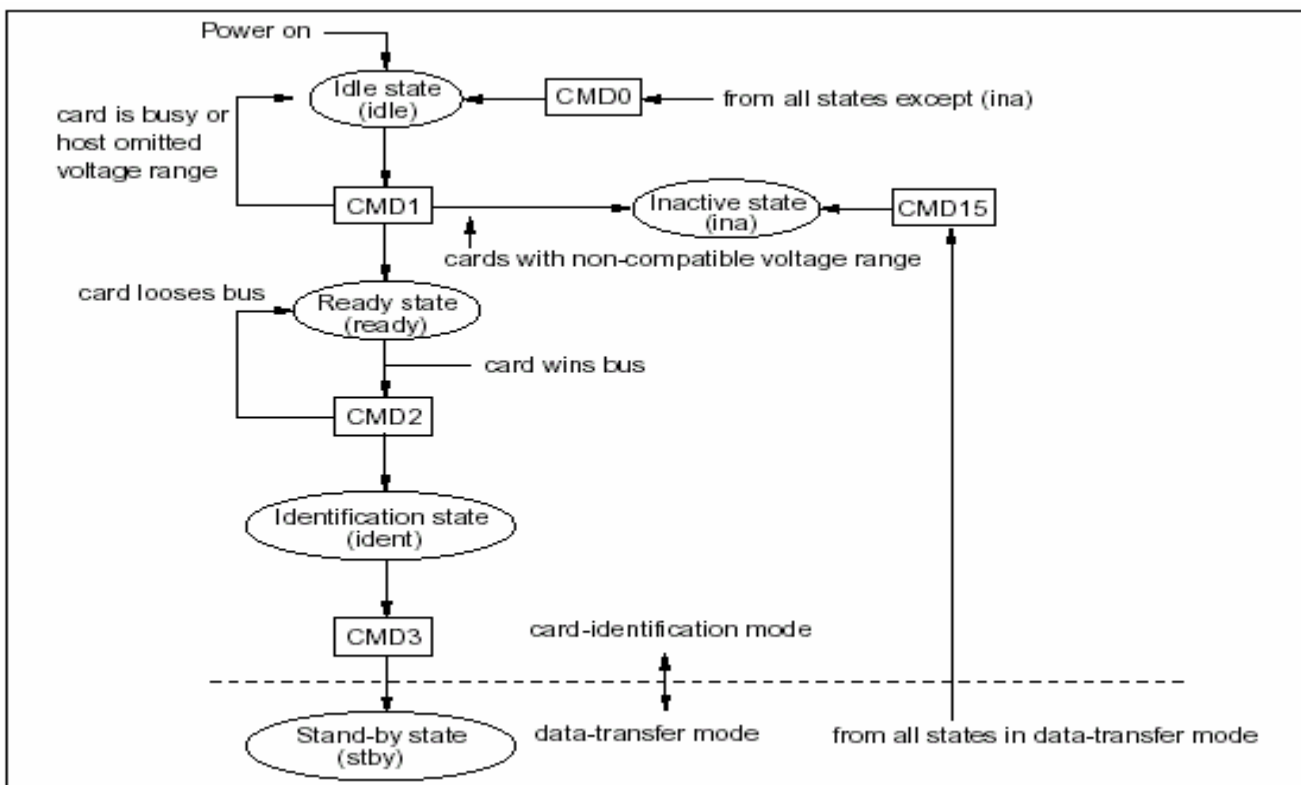 Power on
Idle state
(idle)
CMD0
from all states except (ina)
card is busy or
host omitted
voltage range
CMD1
Inactive state
(ina)
CMD15
cards with non-compatible voltage range
card looses bus
Ready state
(ready)
card wins bus
CMD2
Identification state
(ident)
CMD3
card-identification mode
Stand-by state
(stby)
data-transfer mode
from all states in data-transfer mode